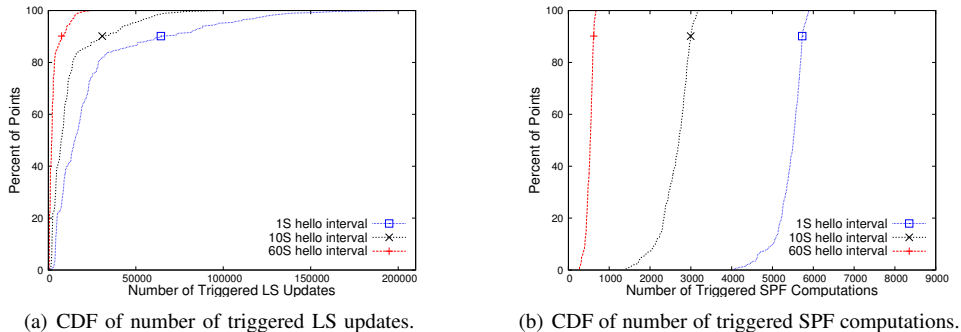 100
80
60
40
20
0
Percent of Points
1S hello interval
10S hello interval
60S hello interval
0 50000 100000 150000 200000
Number of Triggered LS Updates
(a) CDF of number of triggered LS updates.
100
80
60
40
20
0
Percent of Points
1S hello interval
10S hello interval
60S hello interval
0 1000 2000 3000 4000 5000 6000 7000 8000 9000
Number of Triggered SPF Computations
(b) CDF of number of triggered SPF computations.